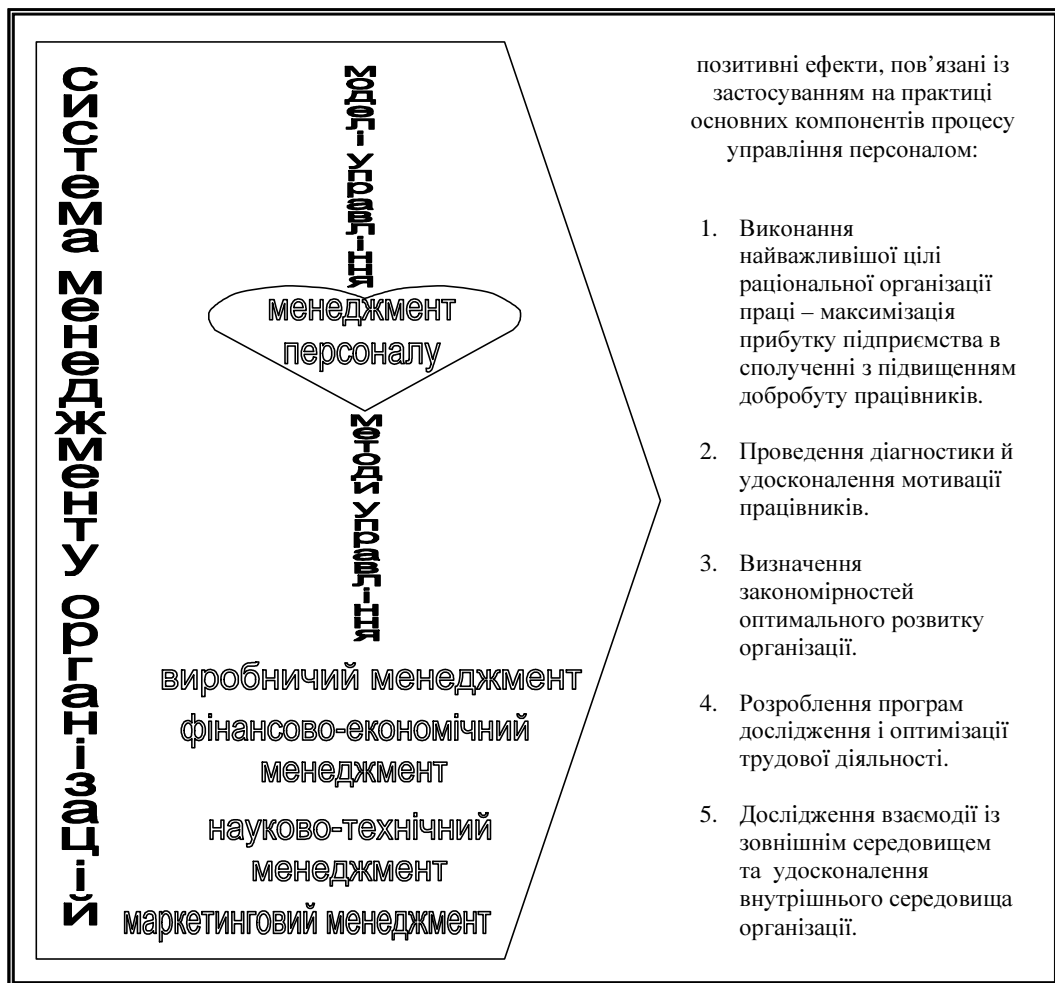 система менеджменту організацій
моделі управління
менеджмент
персоналу
методи управління
виробничий менеджмент
фінансово-економічний
менеджмент
науково-технічний
менеджмент
маркетинговий менеджмент
позитивні ефекти, пов’язані із
застосуванням на практиці
основних компонентів процесу
управління персоналом:
1. Виконання
найважливішої цілі
раціональної організації
праці – максимізація
прибутку підприємства в
сполученні з підвищенням
добробуту працівників.
2. Проведення діагностики й
удосконалення мотивації
працівників.
3. Визначення
закономірностей
оптимального розвитку
організації.
4. Розроблення програм
дослідження і оптимізації
трудової діяльності.
5. Дослідження взаємодії із
зовнішнім середовищем
та удосконалення
внутрішнього середовища
організації.